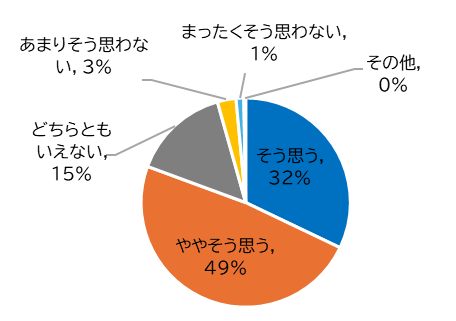 まったくそう思わない,
1%
その他,
0%
あまりそう思わな
い, 3%
どちらとも
いえない,
15%
そう思う,
32%
ややそう思う,
49%